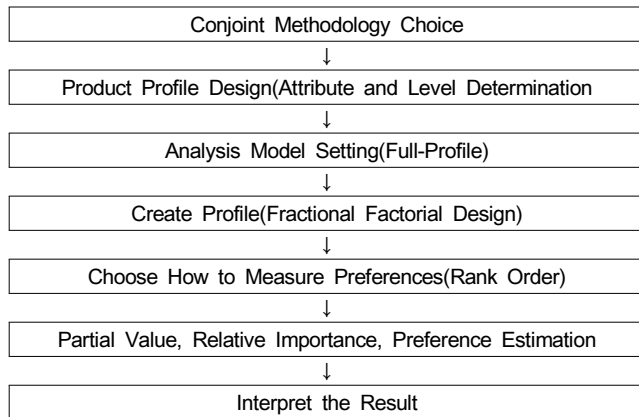 Conjoint Methodology Choice
↓
Product Profile Design(Attribute and Level Determination
↓
Analysis Model Setting(Full-Profile)
↓
Create Profile(Fractional Factorial Design)
↓
Choose How to Measure Preferences(Rank Order)
↓
Partial Value, Relative Importance, Preference Estimation
↓
Interpret the Result